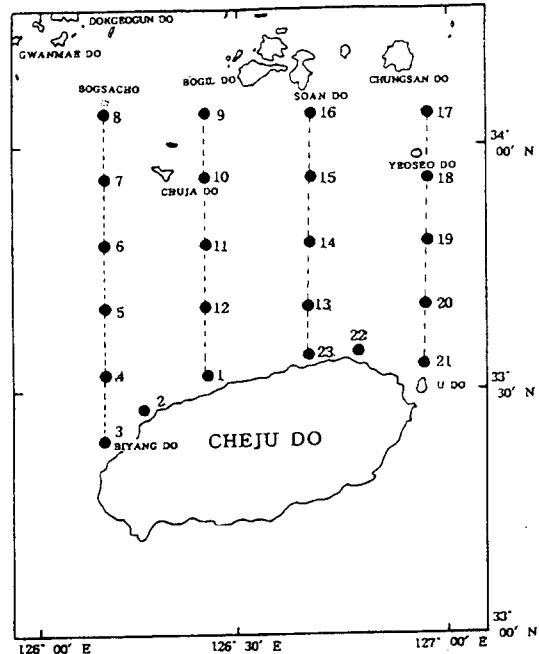 DOKGEOGUN DO
GWANMAE DO
BOGIL DO
CHUNGSAN DO
BOGSACHO
SOAN DO
8
9
16
17
34°
00′ N
YEOSEO DO
7
10
15
18
CHUJA DO
6
11
14
19
5
12
13
20
22
23
21
4
1
33°
30′ N
U DO
2
3
BIYANG DO
CHEJU DO
33°
00′ N
126° 00′ E
126° 30′ E
127° 00′ E